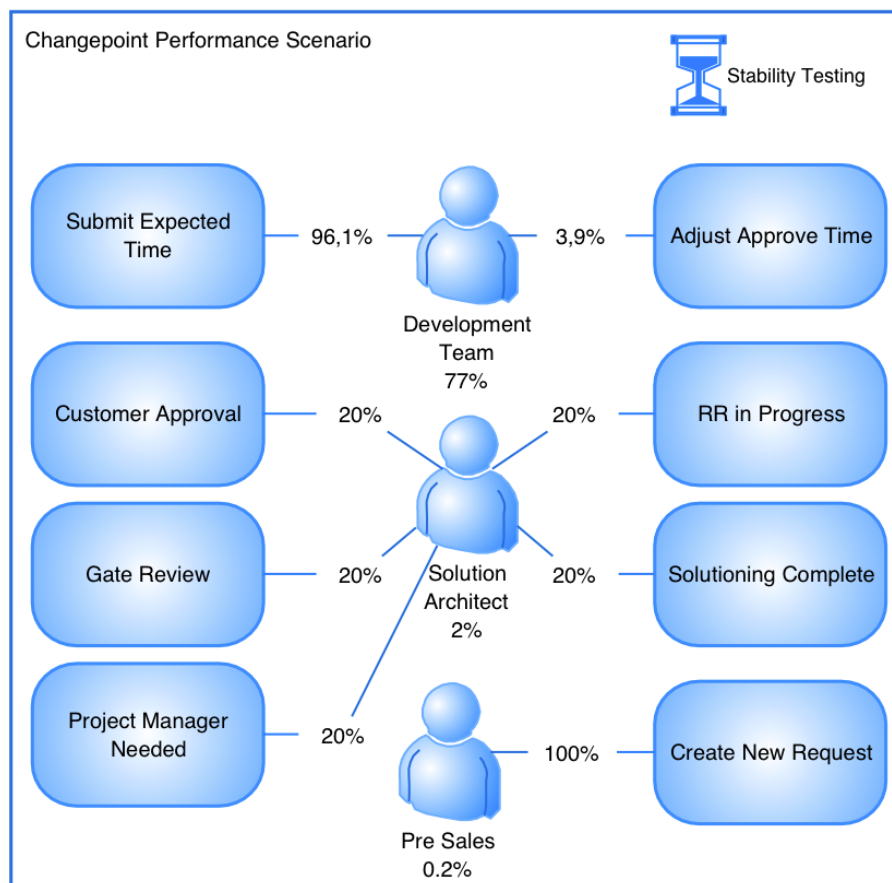 Changepoint Performance Scenario
Stability Testing
Submit Expected
Time
96,1%
3,9%
Adjust Approve Time
Development
Team
77%
Customer Approval
20%
20%
RR in Progress
Gate Review
20%
20%
Solutioning Complete
Solution
Architect
2%
Project Manager
Needed
20%
100%
Create New Request
Pre Sales
0.2%